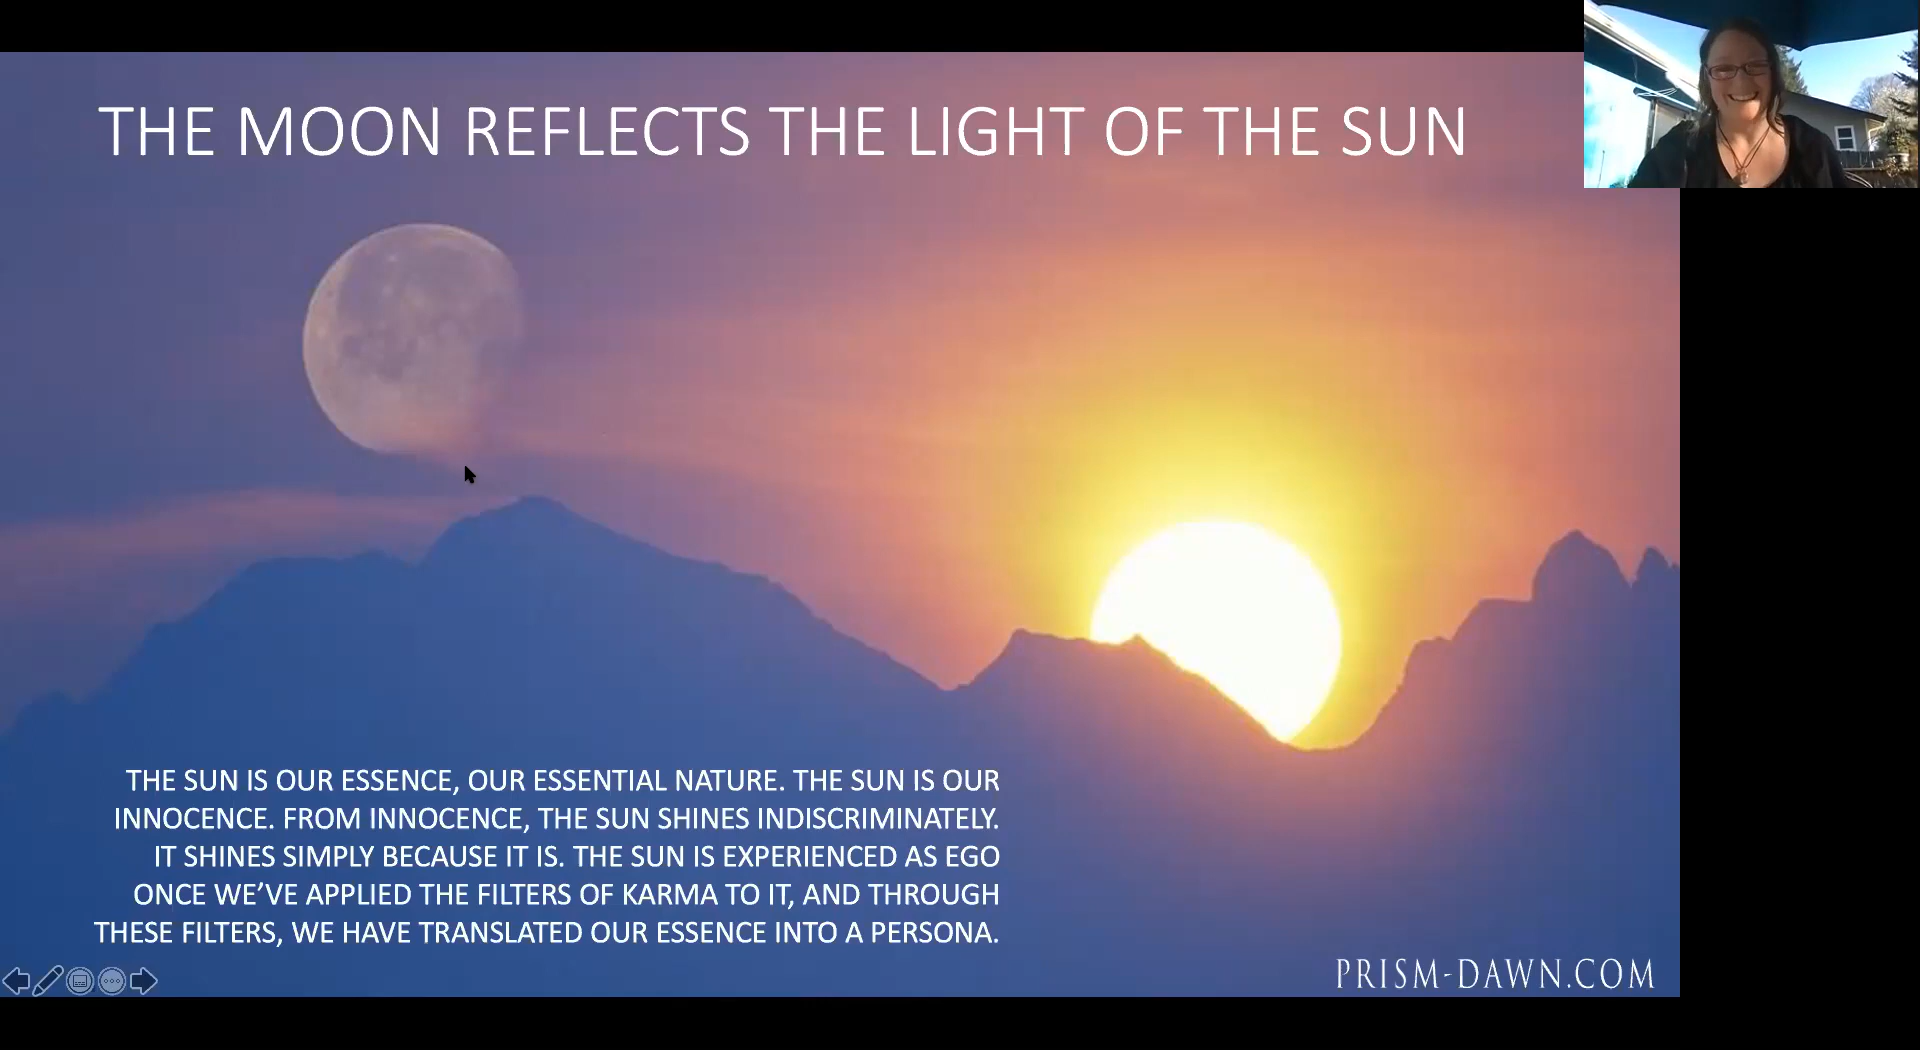 THE MOON REFLECTS THE LIGHT OF THE SUN
THE SUN IS OUR ESSENCE, OUR ESSENTIAL NATURE. THE SUN IS OUR
INNOCENCE. FROM INNOCENCE, THE SUN SHINES INDISCRIMINATELY.
IT SHINES SIMPLY BECAUSE IT IS. THE SUN IS EXPERIENCED AS EGO
ONCE WE’VE APPLIED THE FILTERS OF KARMA TO IT, AND THROUGH
THESE FILTERS, WE HAVE TRANSLATED OUR ESSENCE INTO A PERSONA.
PRISM-DAWN.COM